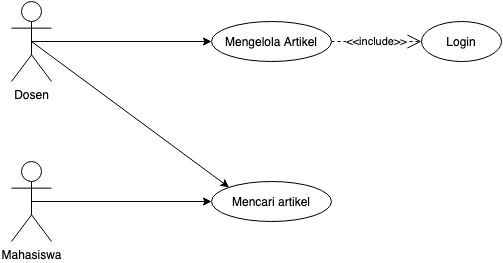 Mengelola Artikel
<<include>>
Login
Dosen
Mencari artikel
Mahasiswa